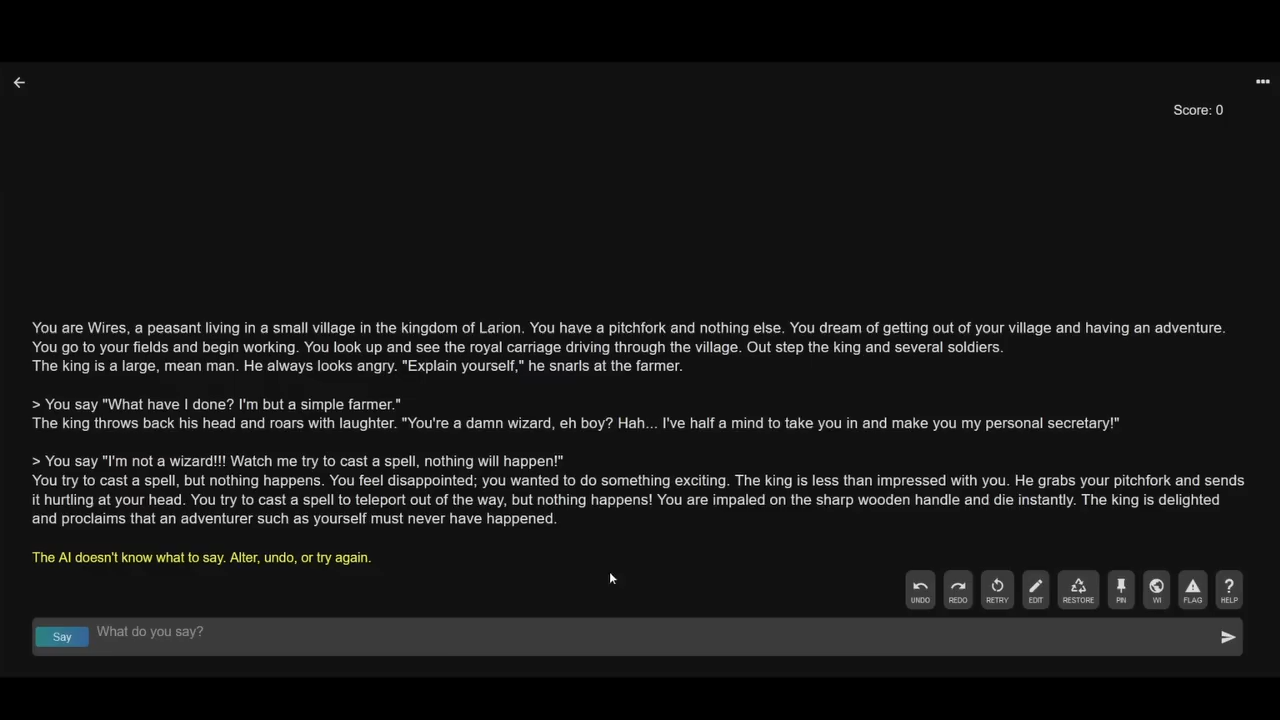 Score: 0
You are Wires, a peasant living in a small village in the kingdom of Larion. You have a pitchfork and nothing else. You dream of getting out of your village and having an adventure.
You go to your fields and begin working. You look up and see the royal carriage driving through the village. Out step the king and several soldiers.
The king is a large, mean man. He always looks angry. "Explain yourself," he snarls at the farmer.
> You say "What have I done? I'm but a simple farmer."
The king throws back his head and roars with laughter. "You're a damn wizard, eh boy? Hah... I've half a mind to take you in and make you my personal secretary!"
> You say "I'm not a wizard!!! Watch me try to cast a spell, nothing will happen!"
You try to cast a spell, but nothing happens. You feel disappointed; you wanted to do something exciting. The king is less than impressed with you. He grabs your pitchfork and sends
it hurtling at your head. You try to cast a spell to teleport out of the way, but nothing happens! You are impaled on the sharp wooden handle and die instantly. The king is delighted
and proclaims that an adventurer such as yourself must never have happened.
The AI doesn't know what to say. Alter, undo, or try again.
UNDO REDO RETRY EDIT RESTORE PIN WI FLAG HELP
Say What do you say?